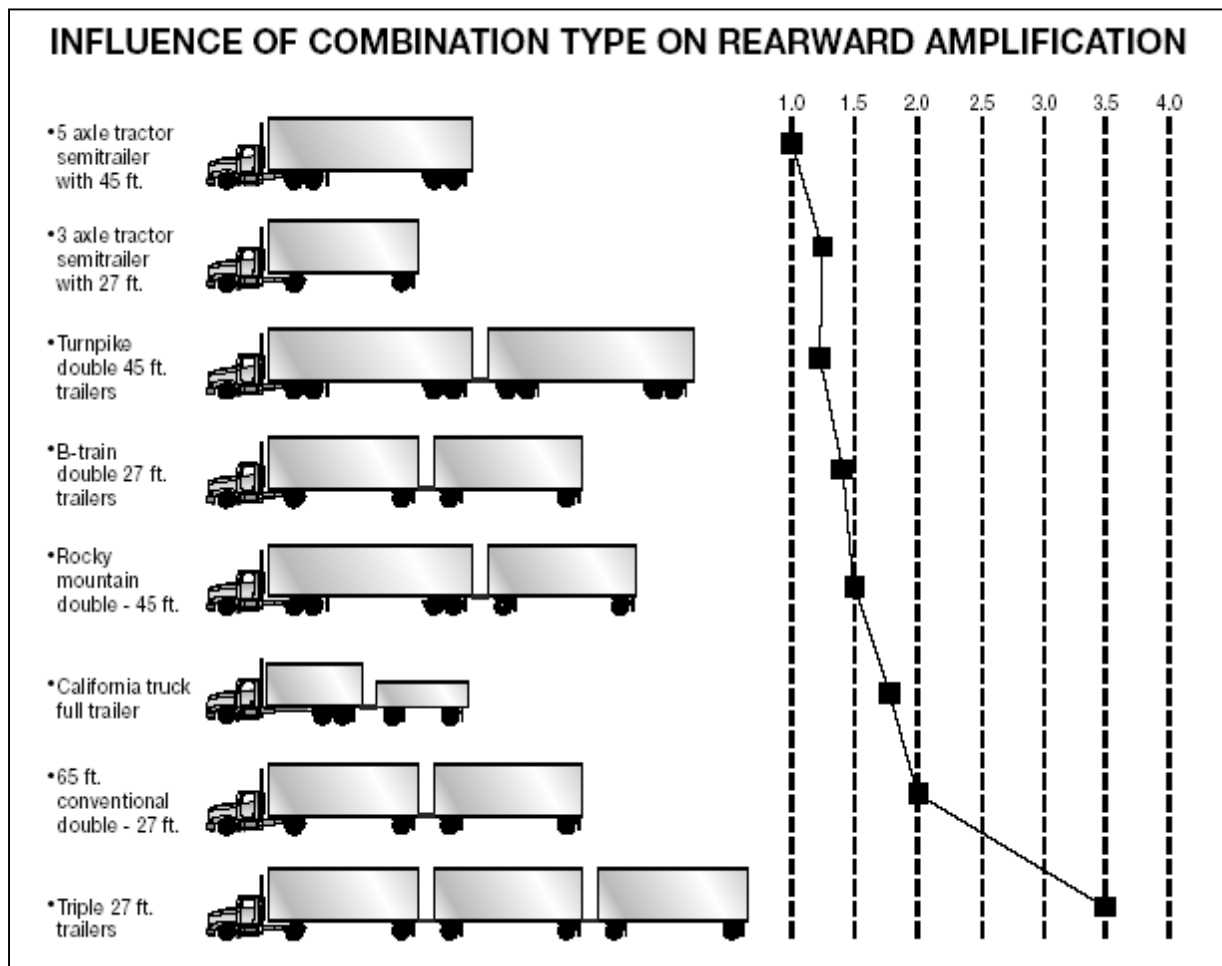 INFLUENCE OF COMBINATION TYPE ON REARWARD AMPLIFICATION
1.0 1.5 2.0 2.5 3.0 3.5 4.0
•5 axle tractor
semitrailer
with 45 ft.
•3 axle tractor
semitrailer
with 27 ft.
•Turnpike
double 45 ft.
trailers
•B-train
double 27 ft.
trailers
•Rocky
mountain
double - 45 ft.
•California truck
full trailer
•65 ft.
conventional
double - 27 ft.
•Triple 27 ft.
trailers